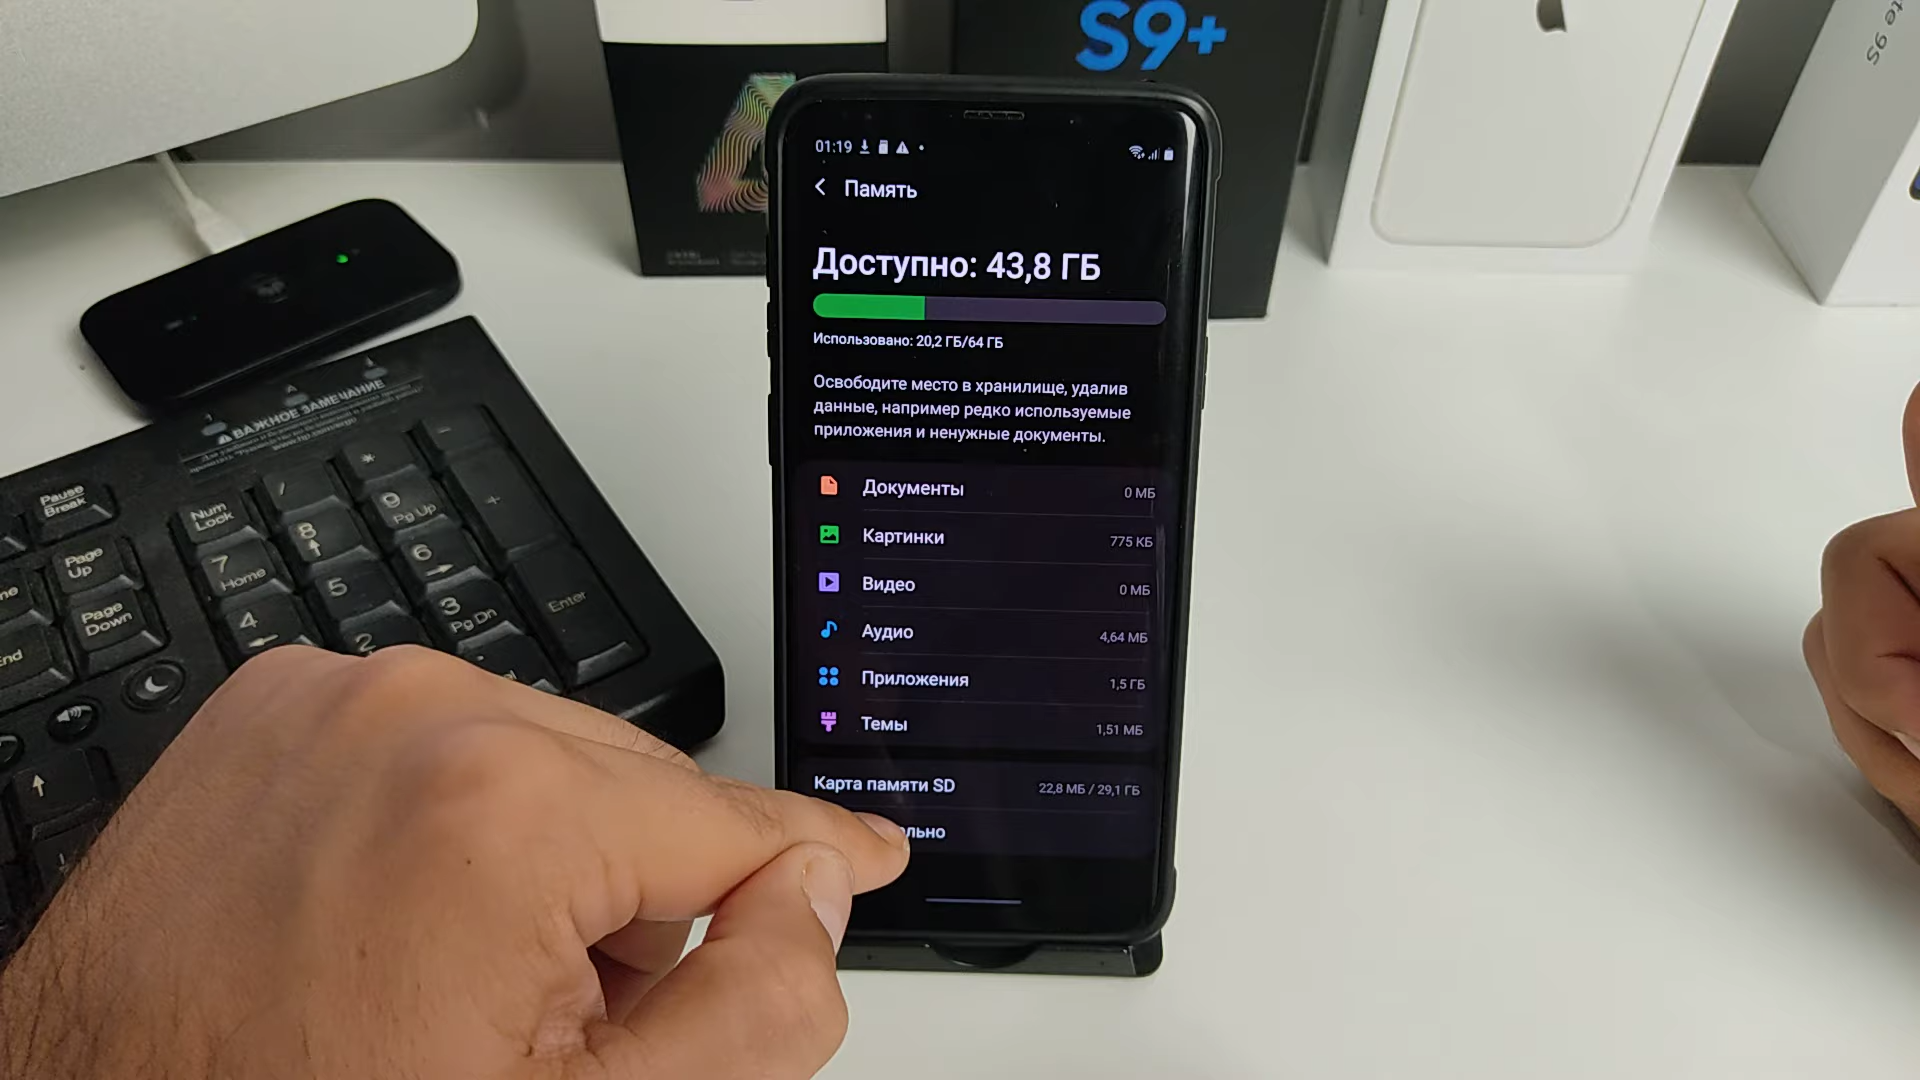 S9+
te 9S
01:19
Память
Доступно: 43,8 ГБ
Использовано: 20,2 ГБ/64 ГБ
Освободите место в хранилище, удалив
данные, например редко используемые
приложения и ненужные документы.
Документы 0 МБ
Картинки 775 КБ
Видео 0 МБ
Аудио 4,64 МБ
Приложения 1,5 ГБ
Темы 1,51 МБ
Карта памяти SD 22,8 МБ / 29,1 ГБ
льно
ВАЖНОЕ ЗАМЕЧАНИЕ
Pause
Break
Num
Lock
/
*
-
Page
Up
7
Home
8
9
Pg Up
+
Page
Down
4
5
6
End
2
3
Pg Dn
Enter